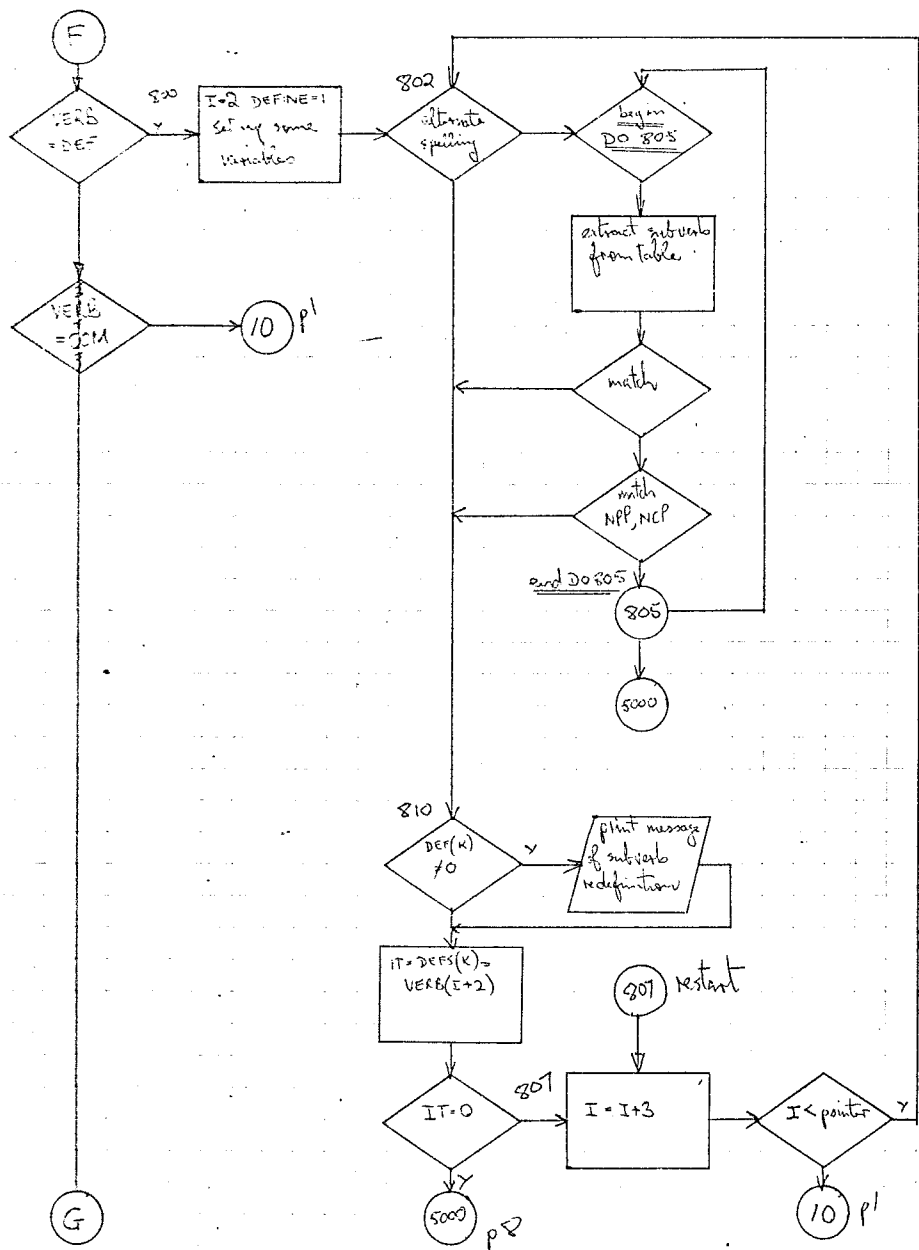 F
VERB
=DEF
800
Y
I=2 DEFINE=1
set up some
variables
802
alternate
spelling
begin
DO 805
extract subverb
from table
VERB
=COM
10
p1
match
match
NPP, NCP
end DO 805
805
5000
810
DEF(K)
≠0
Y
print message
of subverb
redefinition
IT=DEFS(K)=
VERB(I+2)
807
restart
IT=0
807
I=I+3
I<pointer
Y
Y
G
5000
p8
10
p1